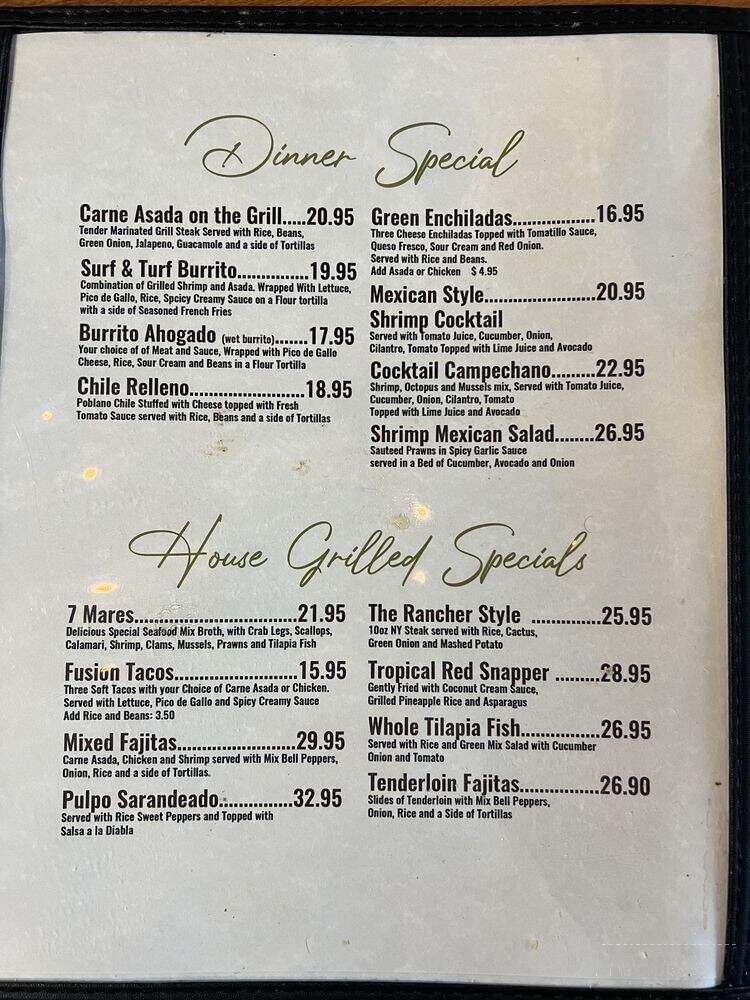 Dinner Special
Carne Asada on the Grill.....20.95
Tender Marinated Grill Steak Served with Rice, Beans,
Green Onion, Jalapeno, Guacamole and a side of Tortillas
Surf & Turf Burrito..............19.95
Combination of Grilled Shrimp and Asada. Wrapped With Lettuce,
Pico de Gallo, Rice, Spcicy Creamy Sauce on a Flour tortilla
with a side of Seasoned French Fries
Burrito Ahogado (wet burrito).......17.95
Your choice of of Meat and Sauce, Wrapped with Pico de Gallo
Cheese, Rice, Sour Cream and Beans in a Flour Tortilla
Chile Relleno.......................18.95
Poblano Chile Stuffed with Cheese topped with Fresh
Tomato Sauce served with Rice, Beans and a side of Tortillas
Green Enchiladas................16.95
Three Cheese Enchiladas Topped with Tomatillo Sauce,
Queso Fresco, Sour Cream and Red Onion.
Served with Rice and Beans.
Add Asada or Chicken $ 4.95
Mexican Style......................20.95
Shrimp Cocktail
Served with Tomato Juice, Cucumber, Onion,
Cilantro, Tomato Topped with Lime Juice and Avocado
Cocktail Campechano.........22.95
Shrimp, Octopus and Mussels mix, Served with Tomato Juice,
Cucumber, Onion, Cilantro, Tomato
Topped with Lime Juice and Avocado
Shrimp Mexican Salad........26.95
Sauteed Prawns in Spicy Garlic Sauce
served in a Bed of Cucumber, Avocado and Onion
House Grilled Specials
7 Mares................................21.95
Delicious Special Seafood Mix Broth, with Crab Legs, Scallops,
Calamari, Shrimp, Clams, Mussels, Prawns and Tilapia Fish
Fusion Tacos........................15.95
Three Soft Tacos with your Choice of Carne Asada or Chicken.
Served with Lettuce, Pico de Gallo and Spicy Creamy Sauce
Add Rice and Beans: 3.50
Mixed Fajitas.......................29.95
Carne Asada, Chicken and Shrimp served with Mix Bell Peppers,
Onion, Rice and a side of Tortillas.
Pulpo Sarandeado..............32.95
Served with Rice Sweet Peppers and Topped with
Salsa a la Diabla
The Rancher Style ..............25.95
10oz NY Steak served with Rice, Cactus,
Green Onion and Mashed Potato
Tropical Red Snapper .........28.95
Gently Fried with Coconut Cream Sauce,
Grilled Pineapple Rice and Asparagus
Whole Tilapia Fish...............26.95
Served with Rice and Green Mix Salad with Cucumber
Onion and Tomato
Tenderloin Fajitas...............26.90
Slides of Tenderloin with Mix Bell Peppers,
Onion, Rice and a Side of Tortillas